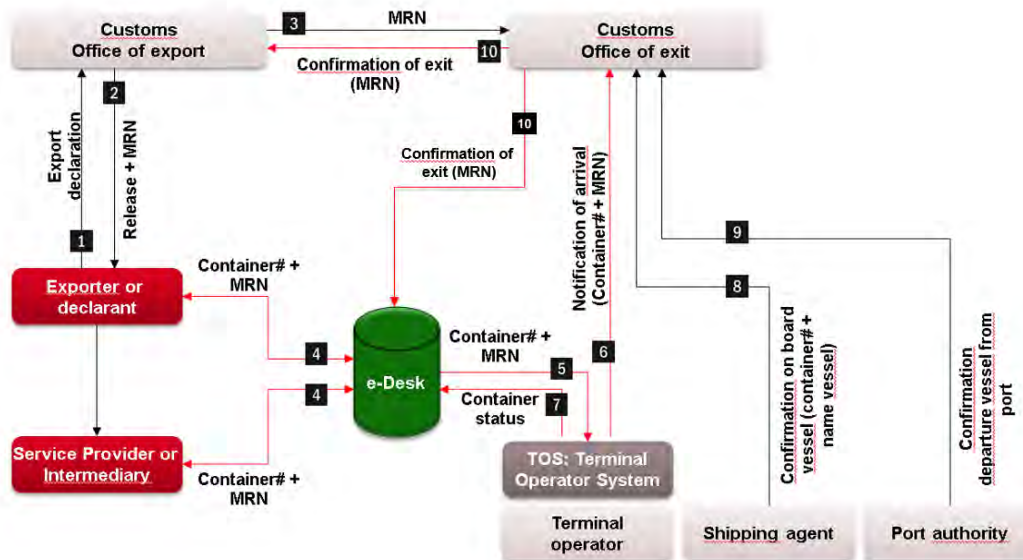 Customs
Office of export
3
MRN
10
Confirmation of exit
(MRN)
Customs
Office of exit
2
10
Export
declaration
Release + MRN
Confirmation of
exit (MRN)
Notification of arrival
(Container# + MRN)
1
9
8
Container# +
MRN
Exporter or
declarant
4
e-Desk
Container# +
MRN
5
6
4
Container
status
7
Service Provider or
Intermediary
Container# +
MRN
TOS: Terminal
Operator System
Confirmation on board
vessel (container# +
name vessel)
Confirmation
departure vessel from
port
Terminal
operator
Shipping agent
Port authority